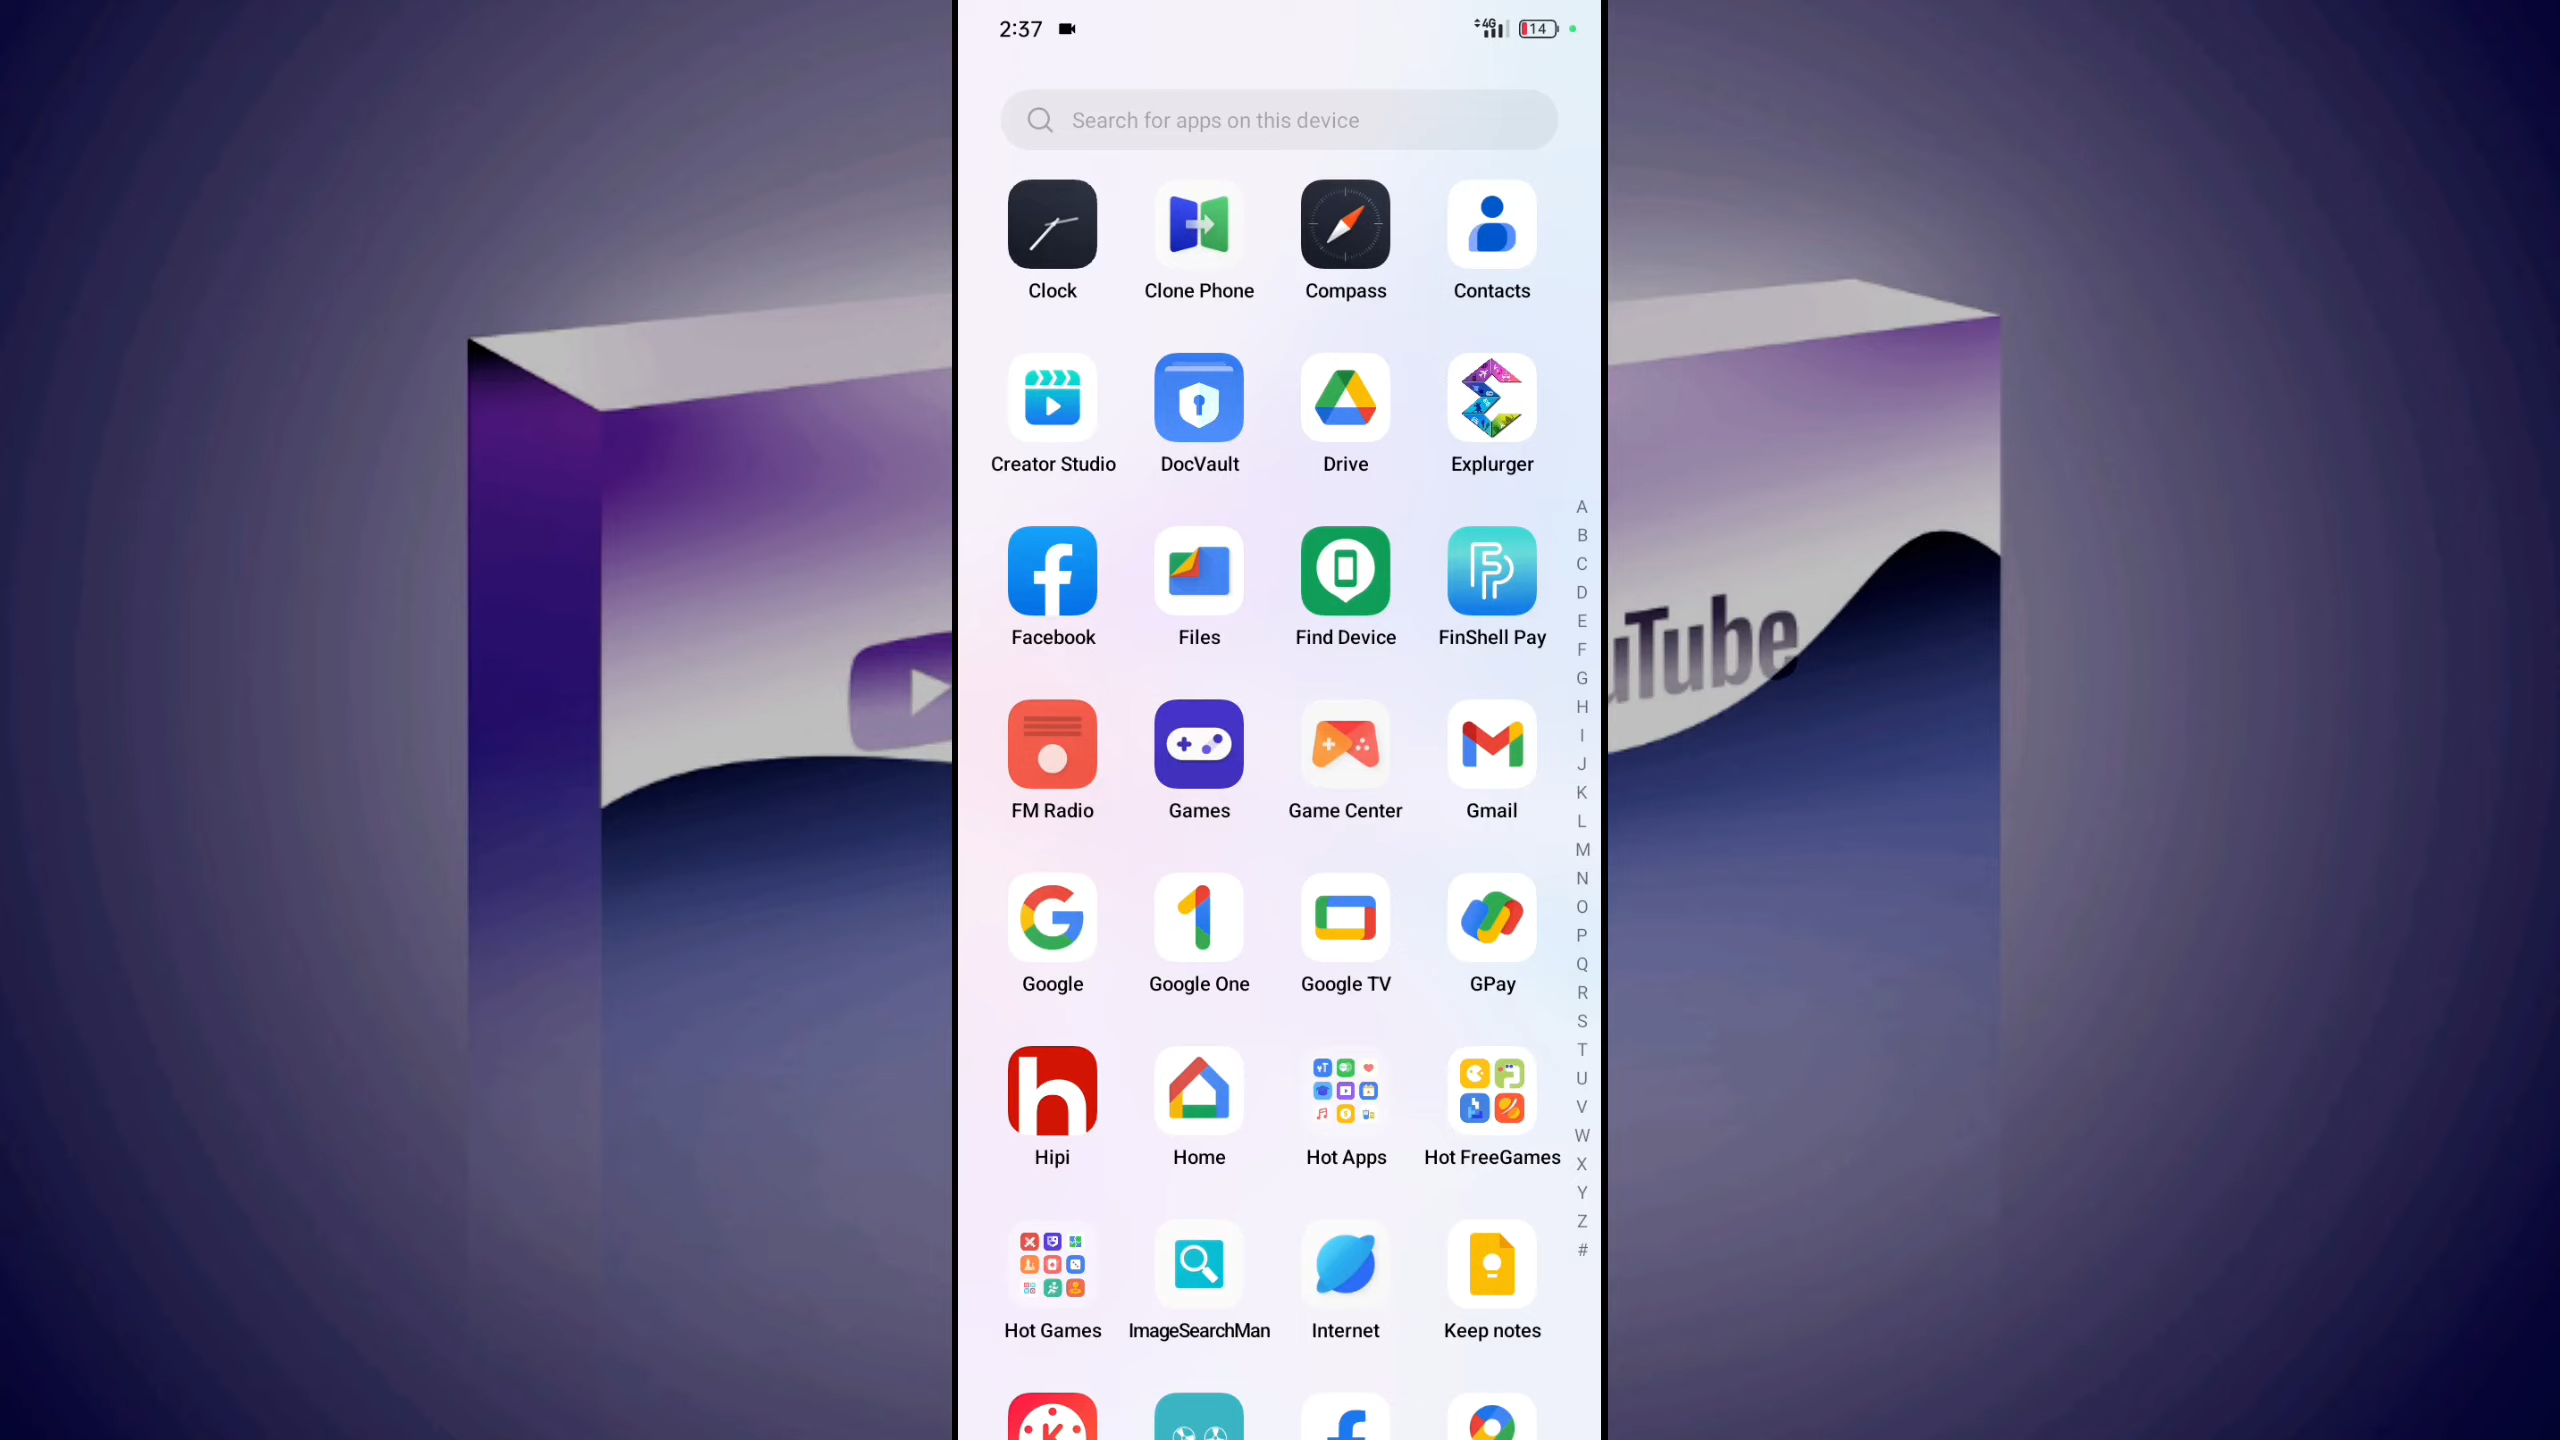 2:37
4G
14
Search for apps on this device
Clock
Clone Phone
Compass
Contacts
Creator Studio
DocVault
Drive
Explurger
Facebook
Files
Find Device
FinShell Pay
FM Radio
Games
Game Center
Gmail
Google
Google One
Google TV
GPay
Hipi
Home
Hot Apps
Hot FreeGames
Hot Games
ImageSearchMan
Internet
Keep notes
A
B
C
D
E
F
G
H
I
J
K
L
M
N
O
P
Q
R
S
T
U
V
W
X
Y
Z
#
uTube